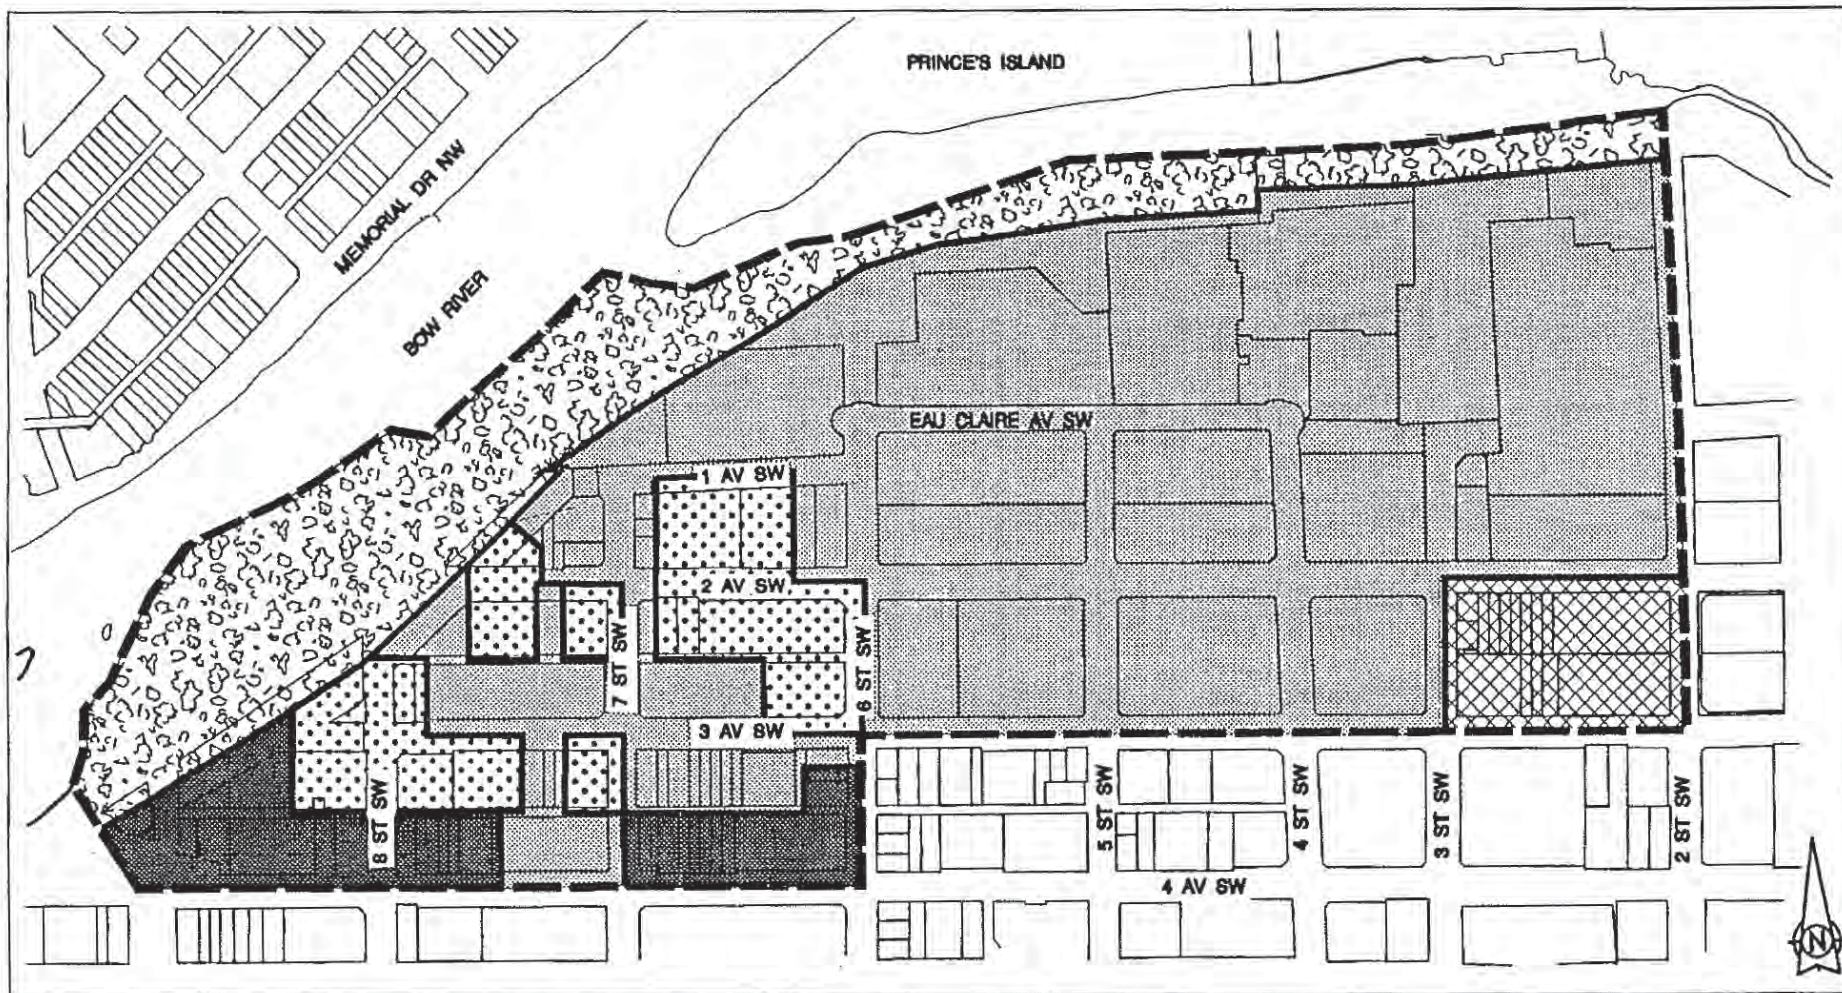 PRINCE'S ISLAND
MEMORIAL DR NW
BOW RIVER
EAU CLAIRE AV SW
1 AV SW
2 AV SW
7 ST SW
6 ST SW
3 AV SW
8 ST SW
5 ST SW
4 ST SW
3 ST SW
2 ST SW
4 AV SW
N